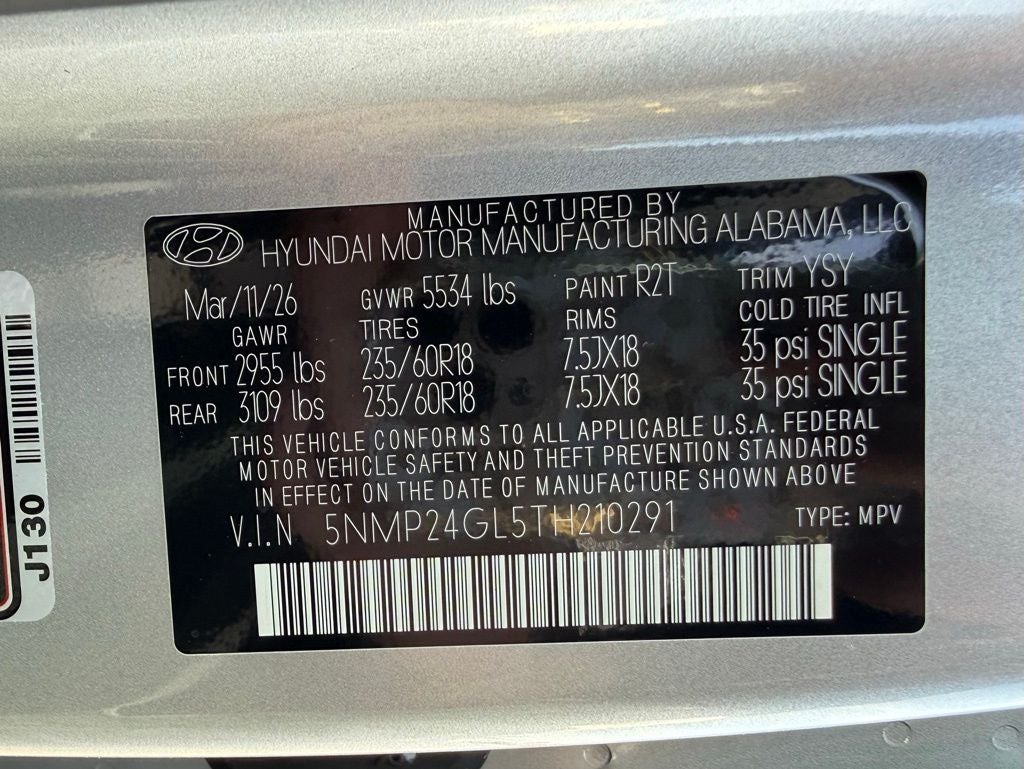 MANUFACTURED BY
HYUNDAI MOTOR MANUFACTURING ALABAMA, LLC
Mar/11/26 GVWR 5534 lbs PAINT R2T TRIM YSY
GAWR TIRES RIMS COLD TIRE INFL
FRONT 2955 lbs 235/60R18 7.5JX18 35 psi SINGLE
REAR 3109 lbs 235/60R18 7.5JX18 35 psi SINGLE
THIS VEHICLE CONFORMS TO ALL APPLICABLE U.S.A. FEDERAL
MOTOR VEHICLE SAFETY AND THEFT PREVENTION STANDARDS
IN EFFECT ON THE DATE OF MANUFACTURE SHOWN ABOVE
V.I.N 5NMP24GL5TH210291 TYPE: MPV
J130